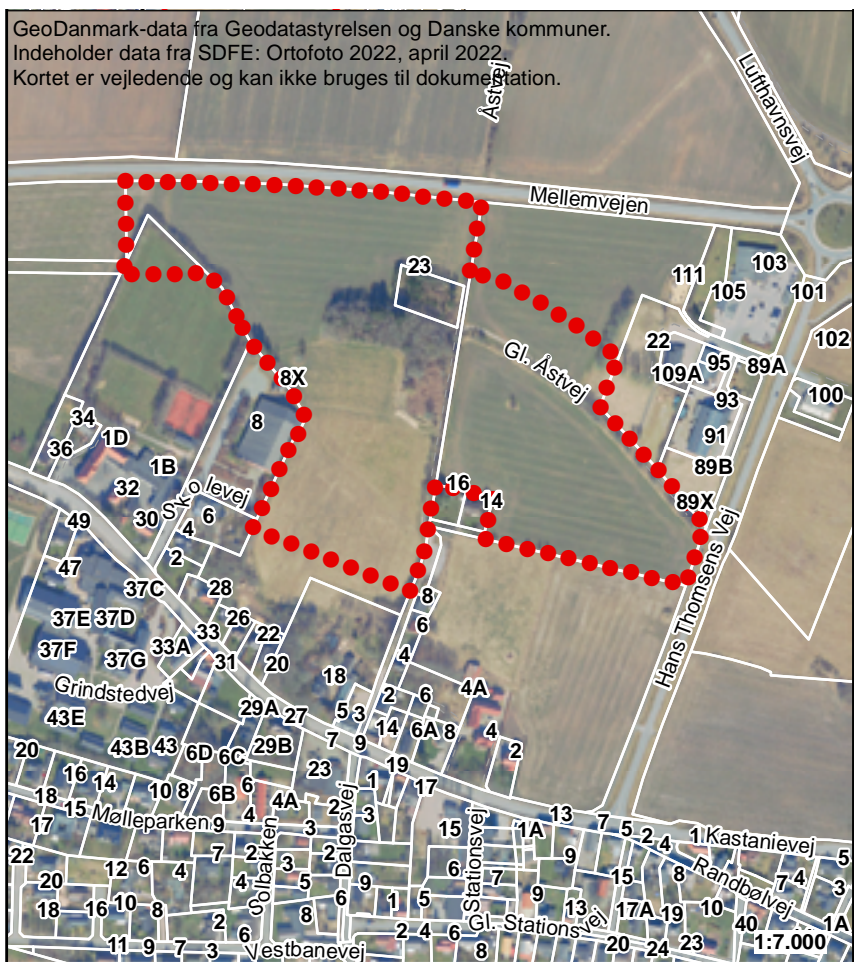 GeoDanmark-data fra Geodatastyrelsen og Danske kommuner.
Indeholder data fra SDFE: Ortofoto 2022, april 2022.
Kortet er vejledende og kan ikke bruges til dokumentation.
Åstvej
Lufthavnsvej
Mellemvejen
23
111
103
105
101
102
22
95
89A
109A
Gl. Åstvej
8X
93
100
8
34
1D
91
36
1B
89B
32
16
14
89X
Skolevej
6
30
4
49
2
47
37C
28
8
Hans Thomsens Vej
37E
37D
26
6
33
22
37F
33A
37G
31
20
4
18
Grindstedvej
4A
2
6
29A
5
3
43E
27
14
6A
8
4
43B
43
6D
6C
29B
7
9
2
20
16
14
23
19
10
8
6B
6
1
17
18
15
4A
2
Mølleparken
9
4
3
Dalgasvej
3
15
Stationsvej
1A
13
7
5
2
4
1
Kastanievej
17
22
7
2
2
9
8
Randbølvej
5
12
6
4
Solbakken
3
6
7
15
7
4
3
20
4
5
9
9
18
16
10
8
8
6
1
5
13
17A
19
10
1A
2
6
2
4
6
Gl. Stationsvej
40
11
9
7
3
Vestbanevej
8
20
24
23
1:7.000